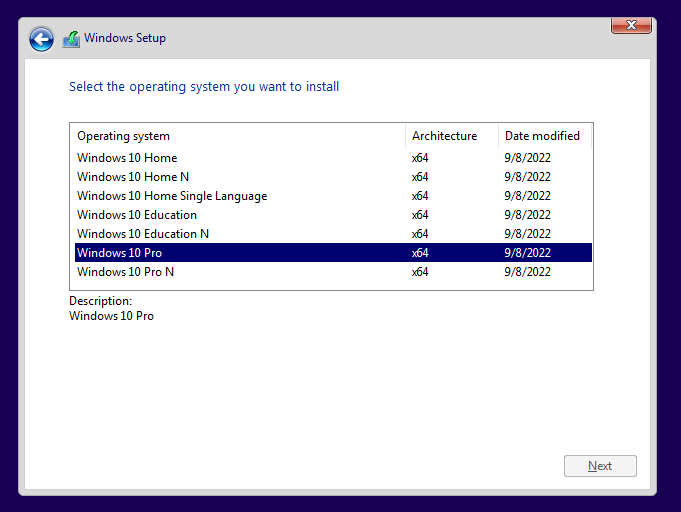 Windows Setup
Select the operating system you want to install
Operating system Architecture Date modified
Windows 10 Home x64 9/8/2022
Windows 10 Home N x64 9/8/2022
Windows 10 Home Single Language x64 9/8/2022
Windows 10 Education x64 9/8/2022
Windows 10 Education N x64 9/8/2022
Windows 10 Pro x64 9/8/2022
Windows 10 Pro N x64 9/8/2022
Description:
Windows 10 Pro
Next